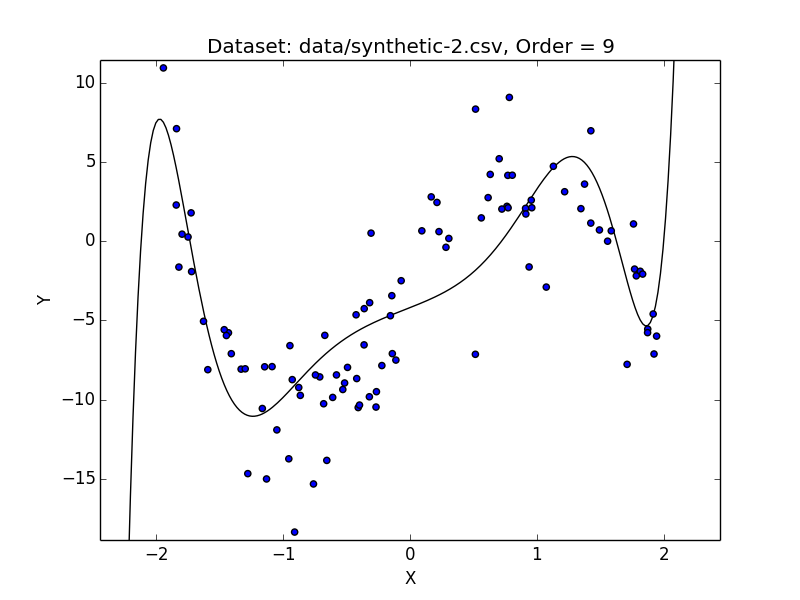 Dataset: data/synthetic-2.csv, Order = 9
10
5
0
−5
−10
−15
Y
−2 −1 0 1 2
X